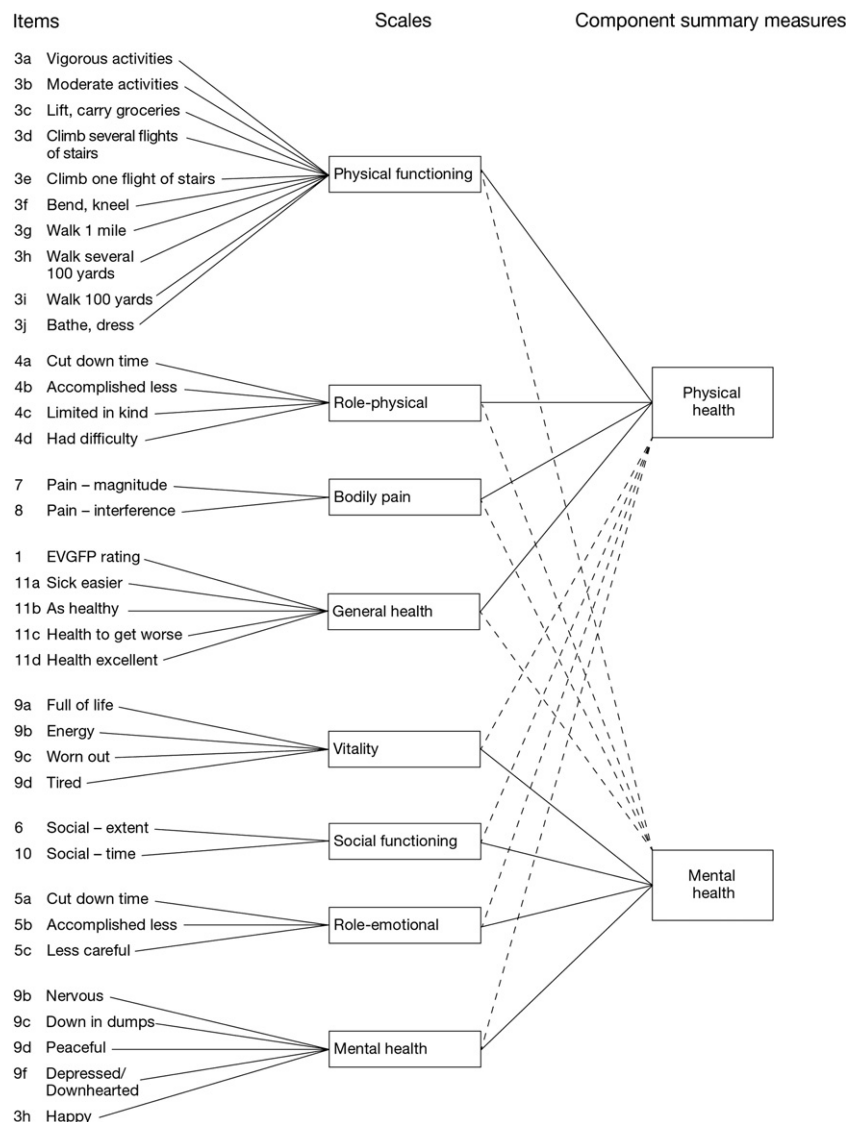 Items Scales Component summary measures
3a Vigorous activities
3b Moderate activities
3c Lift, carry groceries
3d Climb several flights
of stairs
3e Climb one flight of stairs
3f Bend, kneel
3g Walk 1 mile
3h Walk several
100 yards
3i Walk 100 yards
3j Bathe, dress
Physical functioning
4a Cut down time
4b Accomplished less
4c Limited in kind
4d Had difficulty
Role-physical
7 Pain – magnitude
8 Pain – interference
Bodily pain
1 EVGFP rating
11a Sick easier
11b As healthy
11c Health to get worse
11d Health excellent
General health
9a Full of life
9b Energy
9c Worn out
9d Tired
Vitality
6 Social – extent
10 Social – time
Social functioning
5a Cut down time
5b Accomplished less
5c Less careful
Role-emotional
9b Nervous
9c Down in dumps
9d Peaceful
9f Depressed/
Downhearted
3h Happy
Mental health
Physical
health
Mental
health